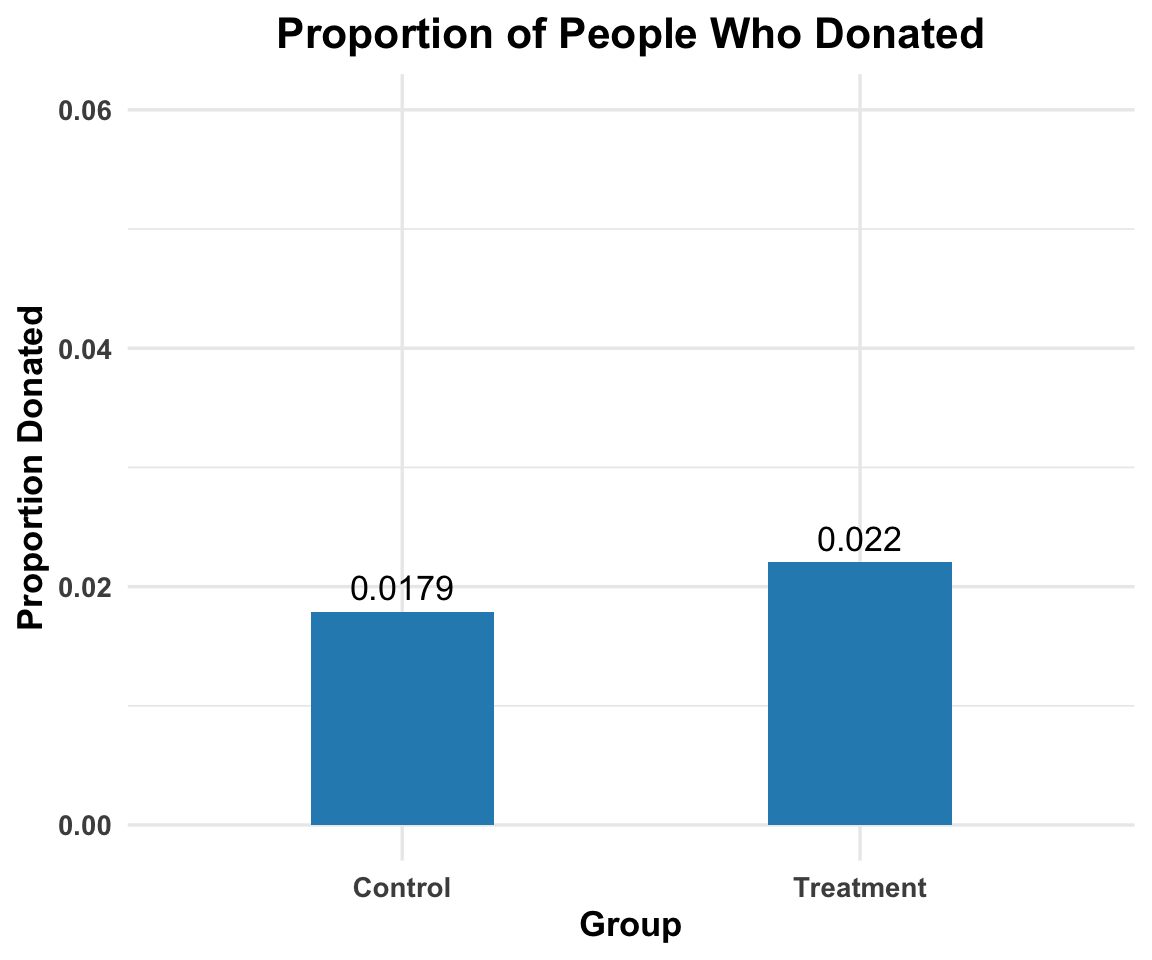 Proportion of People Who Donated
Proportion Donated
0.06
0.04
0.02
0.00
0.0179
0.022
Control
Treatment
Group